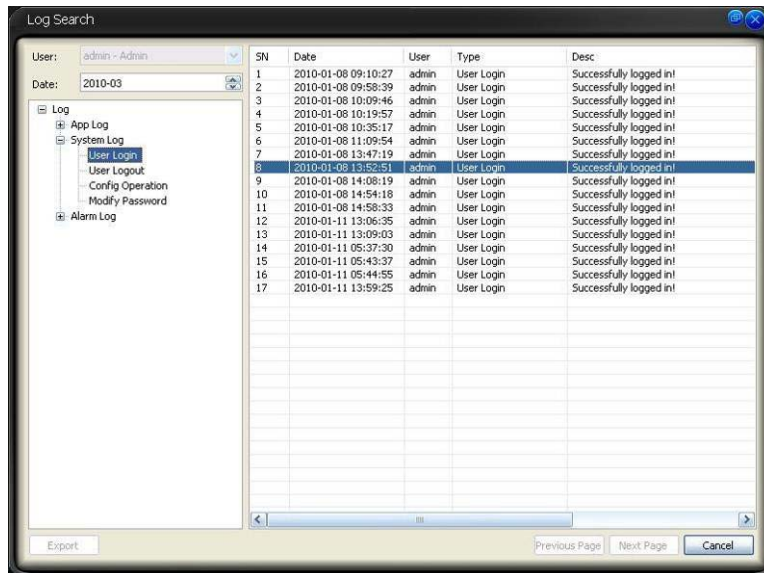 Log Search
User: admin - Admin
Date: 2010-03
Log
App Log
System Log
User Login
User Logout
Config Operation
Modify Password
Alarm Log
SN Date User Type Desc
1 2010-01-08 09:10:27 admin User Login Successfully logged in!
2 2010-01-08 09:58:39 admin User Login Successfully logged in!
3 2010-01-08 10:09:46 admin User Login Successfully logged in!
4 2010-01-08 10:19:57 admin User Login Successfully logged in!
5 2010-01-08 10:35:17 admin User Login Successfully logged in!
6 2010-01-08 11:09:54 admin User Login Successfully logged in!
7 2010-01-08 13:47:19 admin User Login Successfully logged in!
8 2010-01-08 13:52:51 admin User Login Successfully logged in!
9 2010-01-08 14:08:19 admin User Login Successfully logged in!
10 2010-01-08 14:54:18 admin User Login Successfully logged in!
11 2010-01-08 14:58:33 admin User Login Successfully logged in!
12 2010-01-11 13:06:35 admin User Login Successfully logged in!
13 2010-01-11 13:09:03 admin User Login Successfully logged in!
14 2010-01-11 05:37:30 admin User Login Successfully logged in!
15 2010-01-11 05:43:37 admin User Login Successfully logged in!
16 2010-01-11 05:44:55 admin User Login Successfully logged in!
17 2010-01-11 13:59:25 admin User Login Successfully logged in!
Export
Previous Page Next Page Cancel